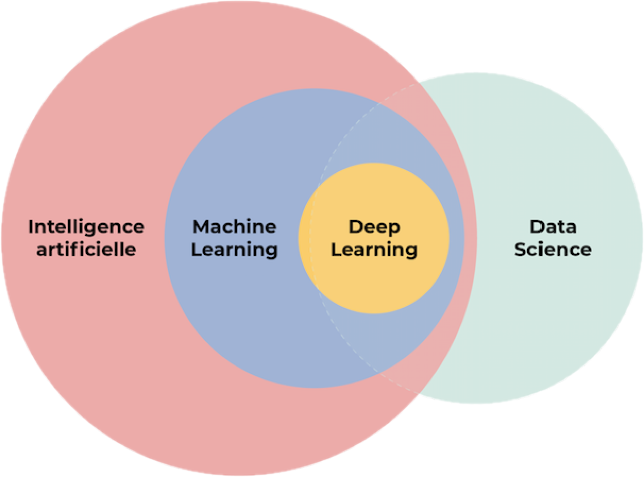 Intelligence
artificielle
Machine
Learning
Deep
Learning
Data
Science